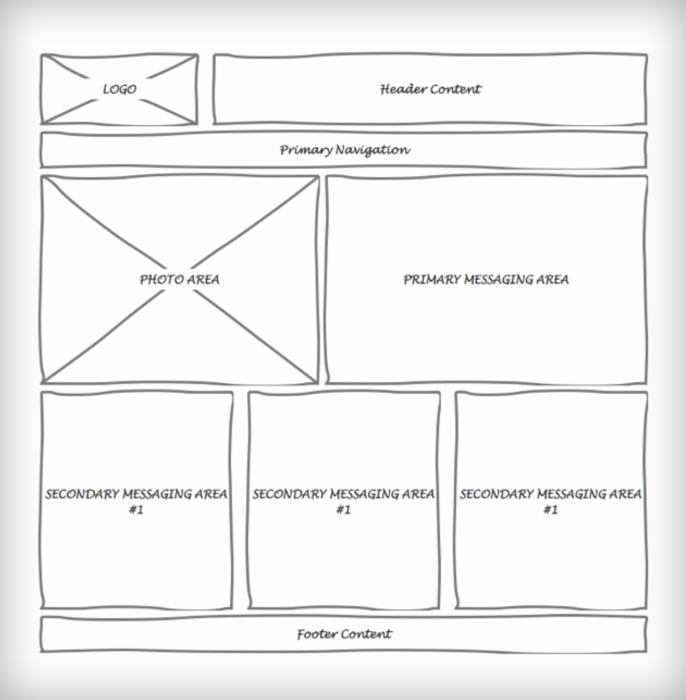 LOGO
Header Content
Primary Navigation
PHOTO AREA
PRIMARY MESSAGING AREA
SECONDARY MESSAGING AREA
#1
SECONDARY MESSAGING AREA
#1
SECONDARY MESSAGING AREA
#1
Footer Content